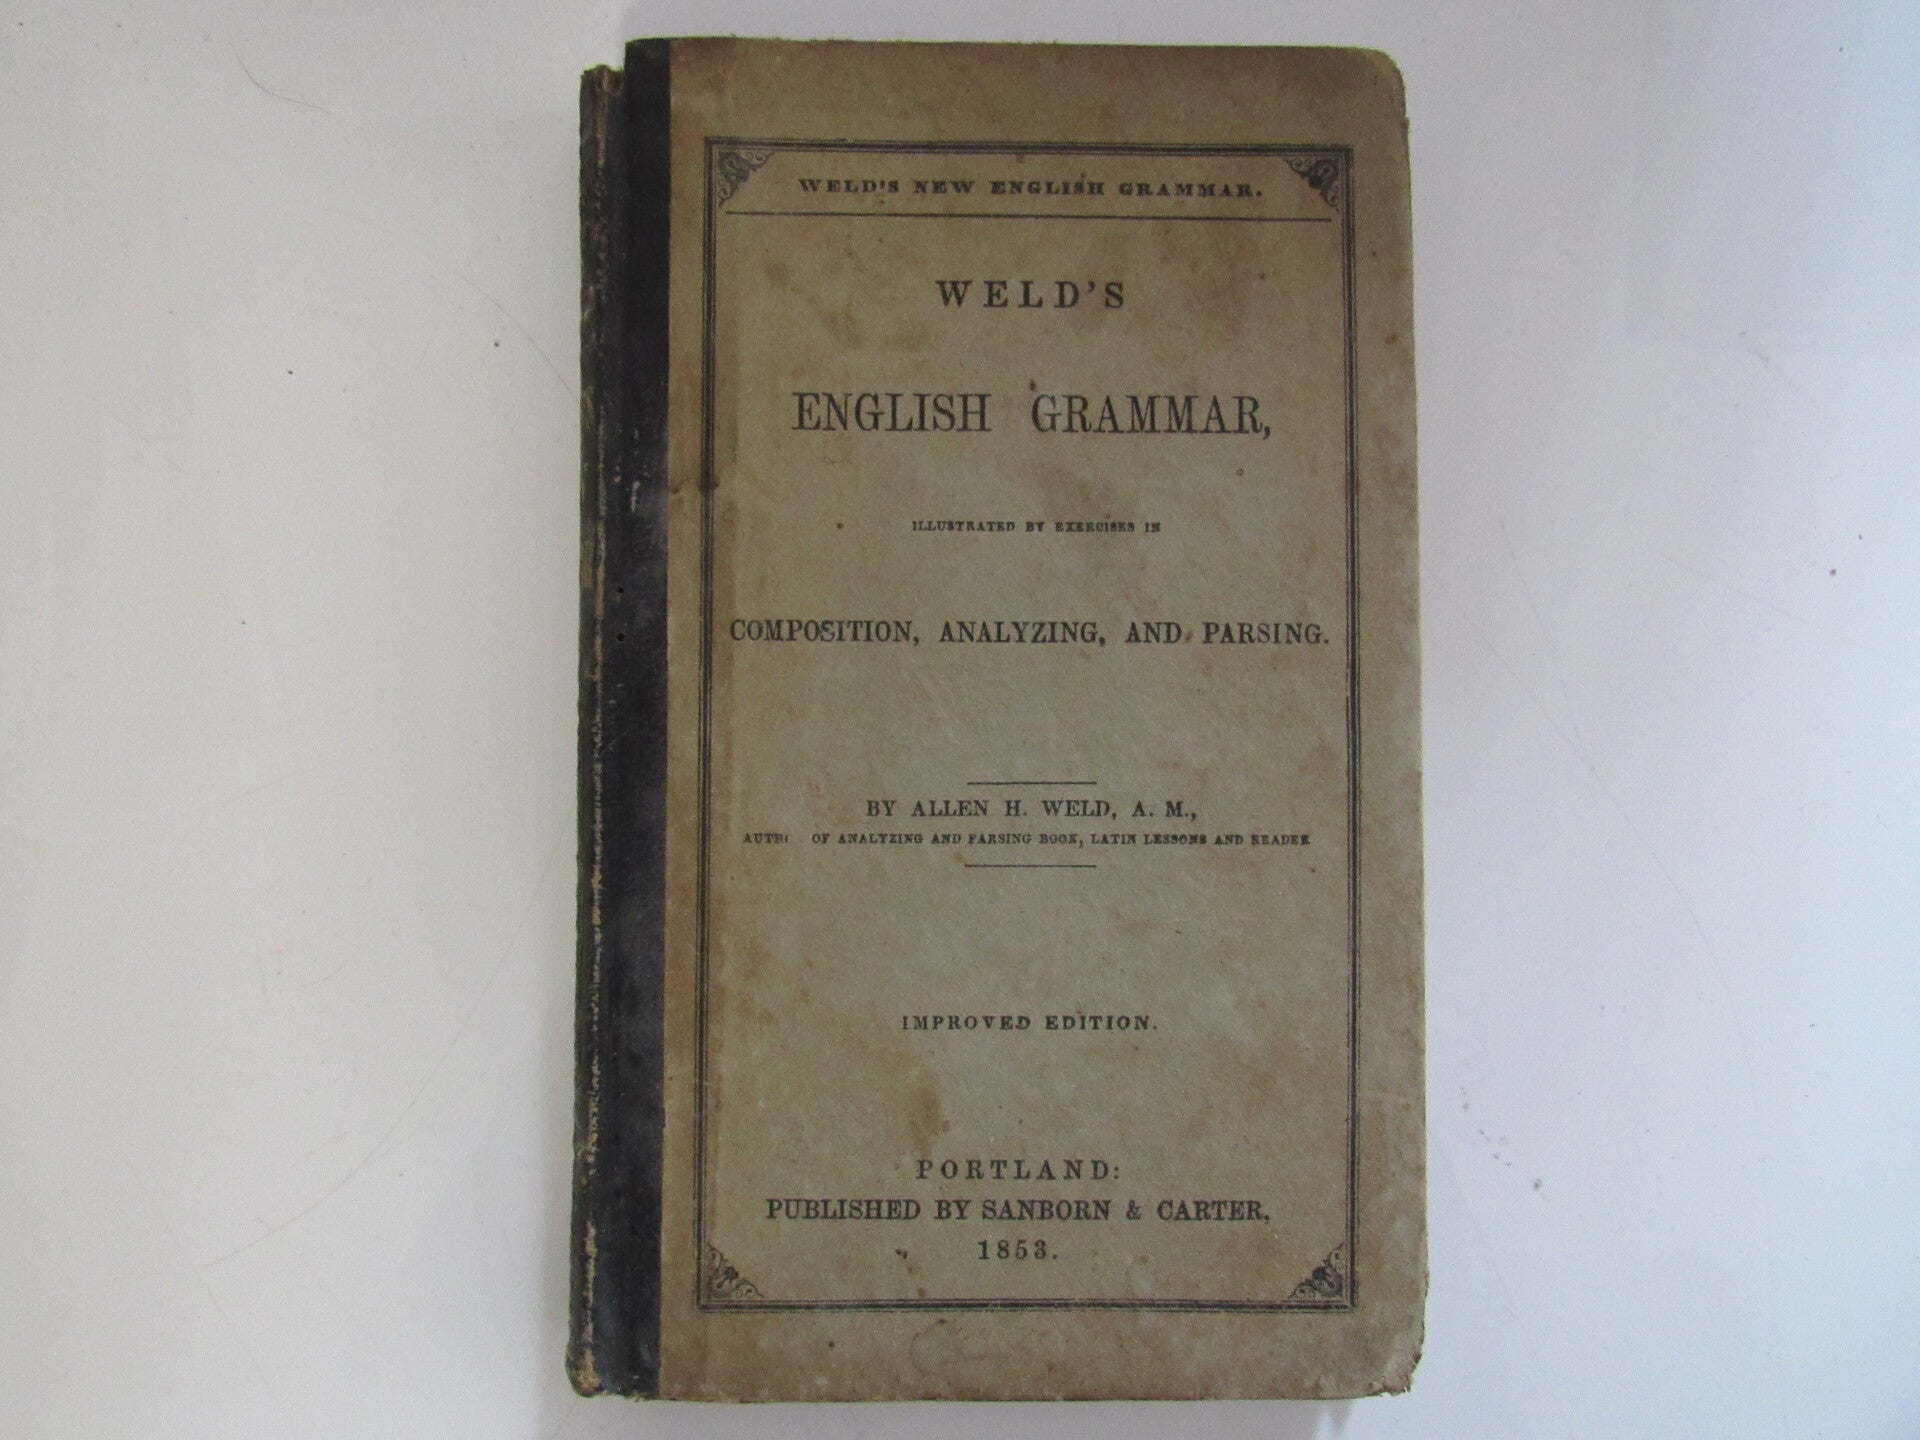 WELD'S NEW ENGLISH GRAMMAR.
WELD'S
ENGLISH GRAMMAR,
ILLUSTRATED BY EXERCISES IN
COMPOSITION, ANALYZING, AND PARSING.
BY ALLEN H. WELD, A. M.,
OF ANALYZING AND PARSING BOOK, LATIN LESSONS AND READER
IMPROVED EDITION.
PORTLAND:
PUBLISHED BY SANBORN & CARTER,
1853.